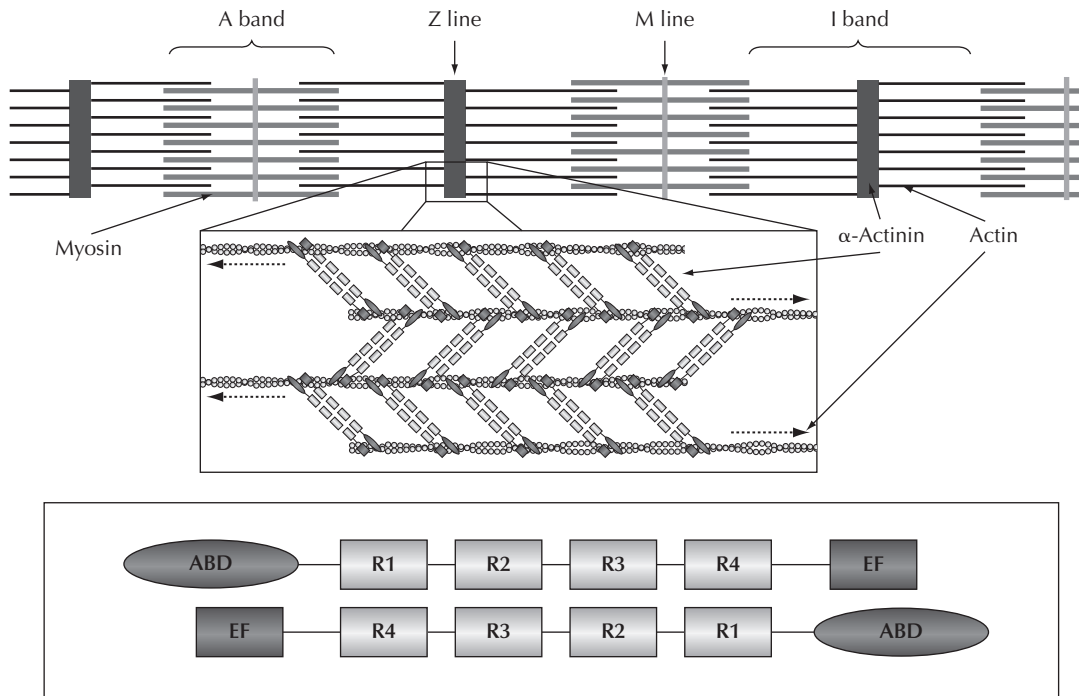 A band Z line M line I band
Myosin α-Actinin Actin
ABD R1 R2 R3 R4 EF
EF R4 R3 R2 R1 ABD